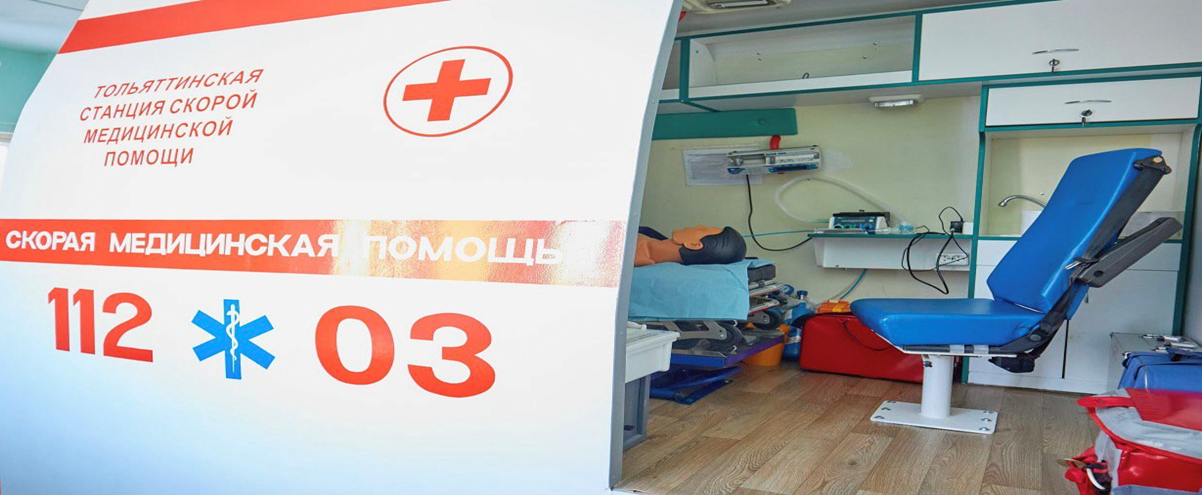 ТОЛЬЯТТИНСКАЯ
СТАНЦИЯ СКОРОЙ
МЕДИЦИНСКОЙ
ПОМОЩИ
СКОРАЯ МЕДИЦИНСКАЯ ПОМОЩЬ
112 03